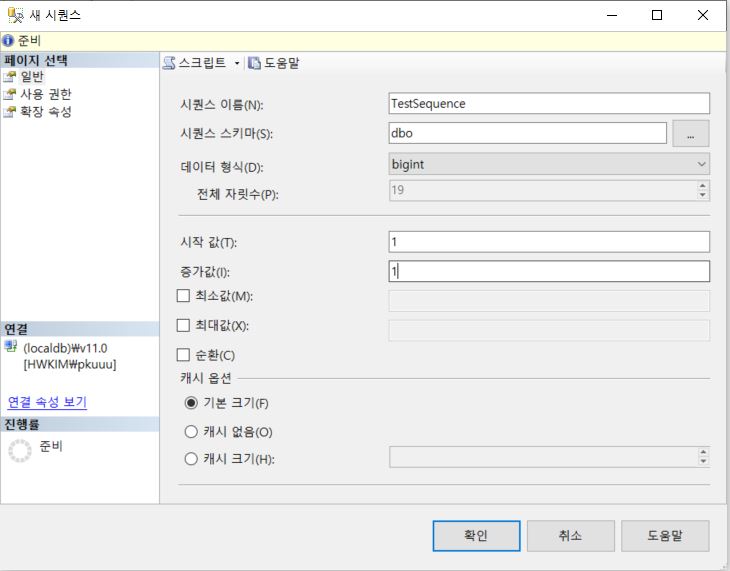 새 시퀀스
준비
페이지 선택
일반
사용 권한
확장 속성
스크립트 도움말
시퀀스 이름(N): TestSequence
시퀀스 스키마(S): dbo ...
데이터 형식(D): bigint
전체 자릿수(P): 19
시작 값(T): 1
증가값(I): 1
최소값(M):
최대값(X):
순환(C)
캐시 옵션
기본 크기(F)
캐시 없음(O)
캐시 크기(H):
연결
(localdb)₩v11.0
[HWKIM₩pkuuu]
연결 속성 보기
진행률
준비
확인 취소 도움말